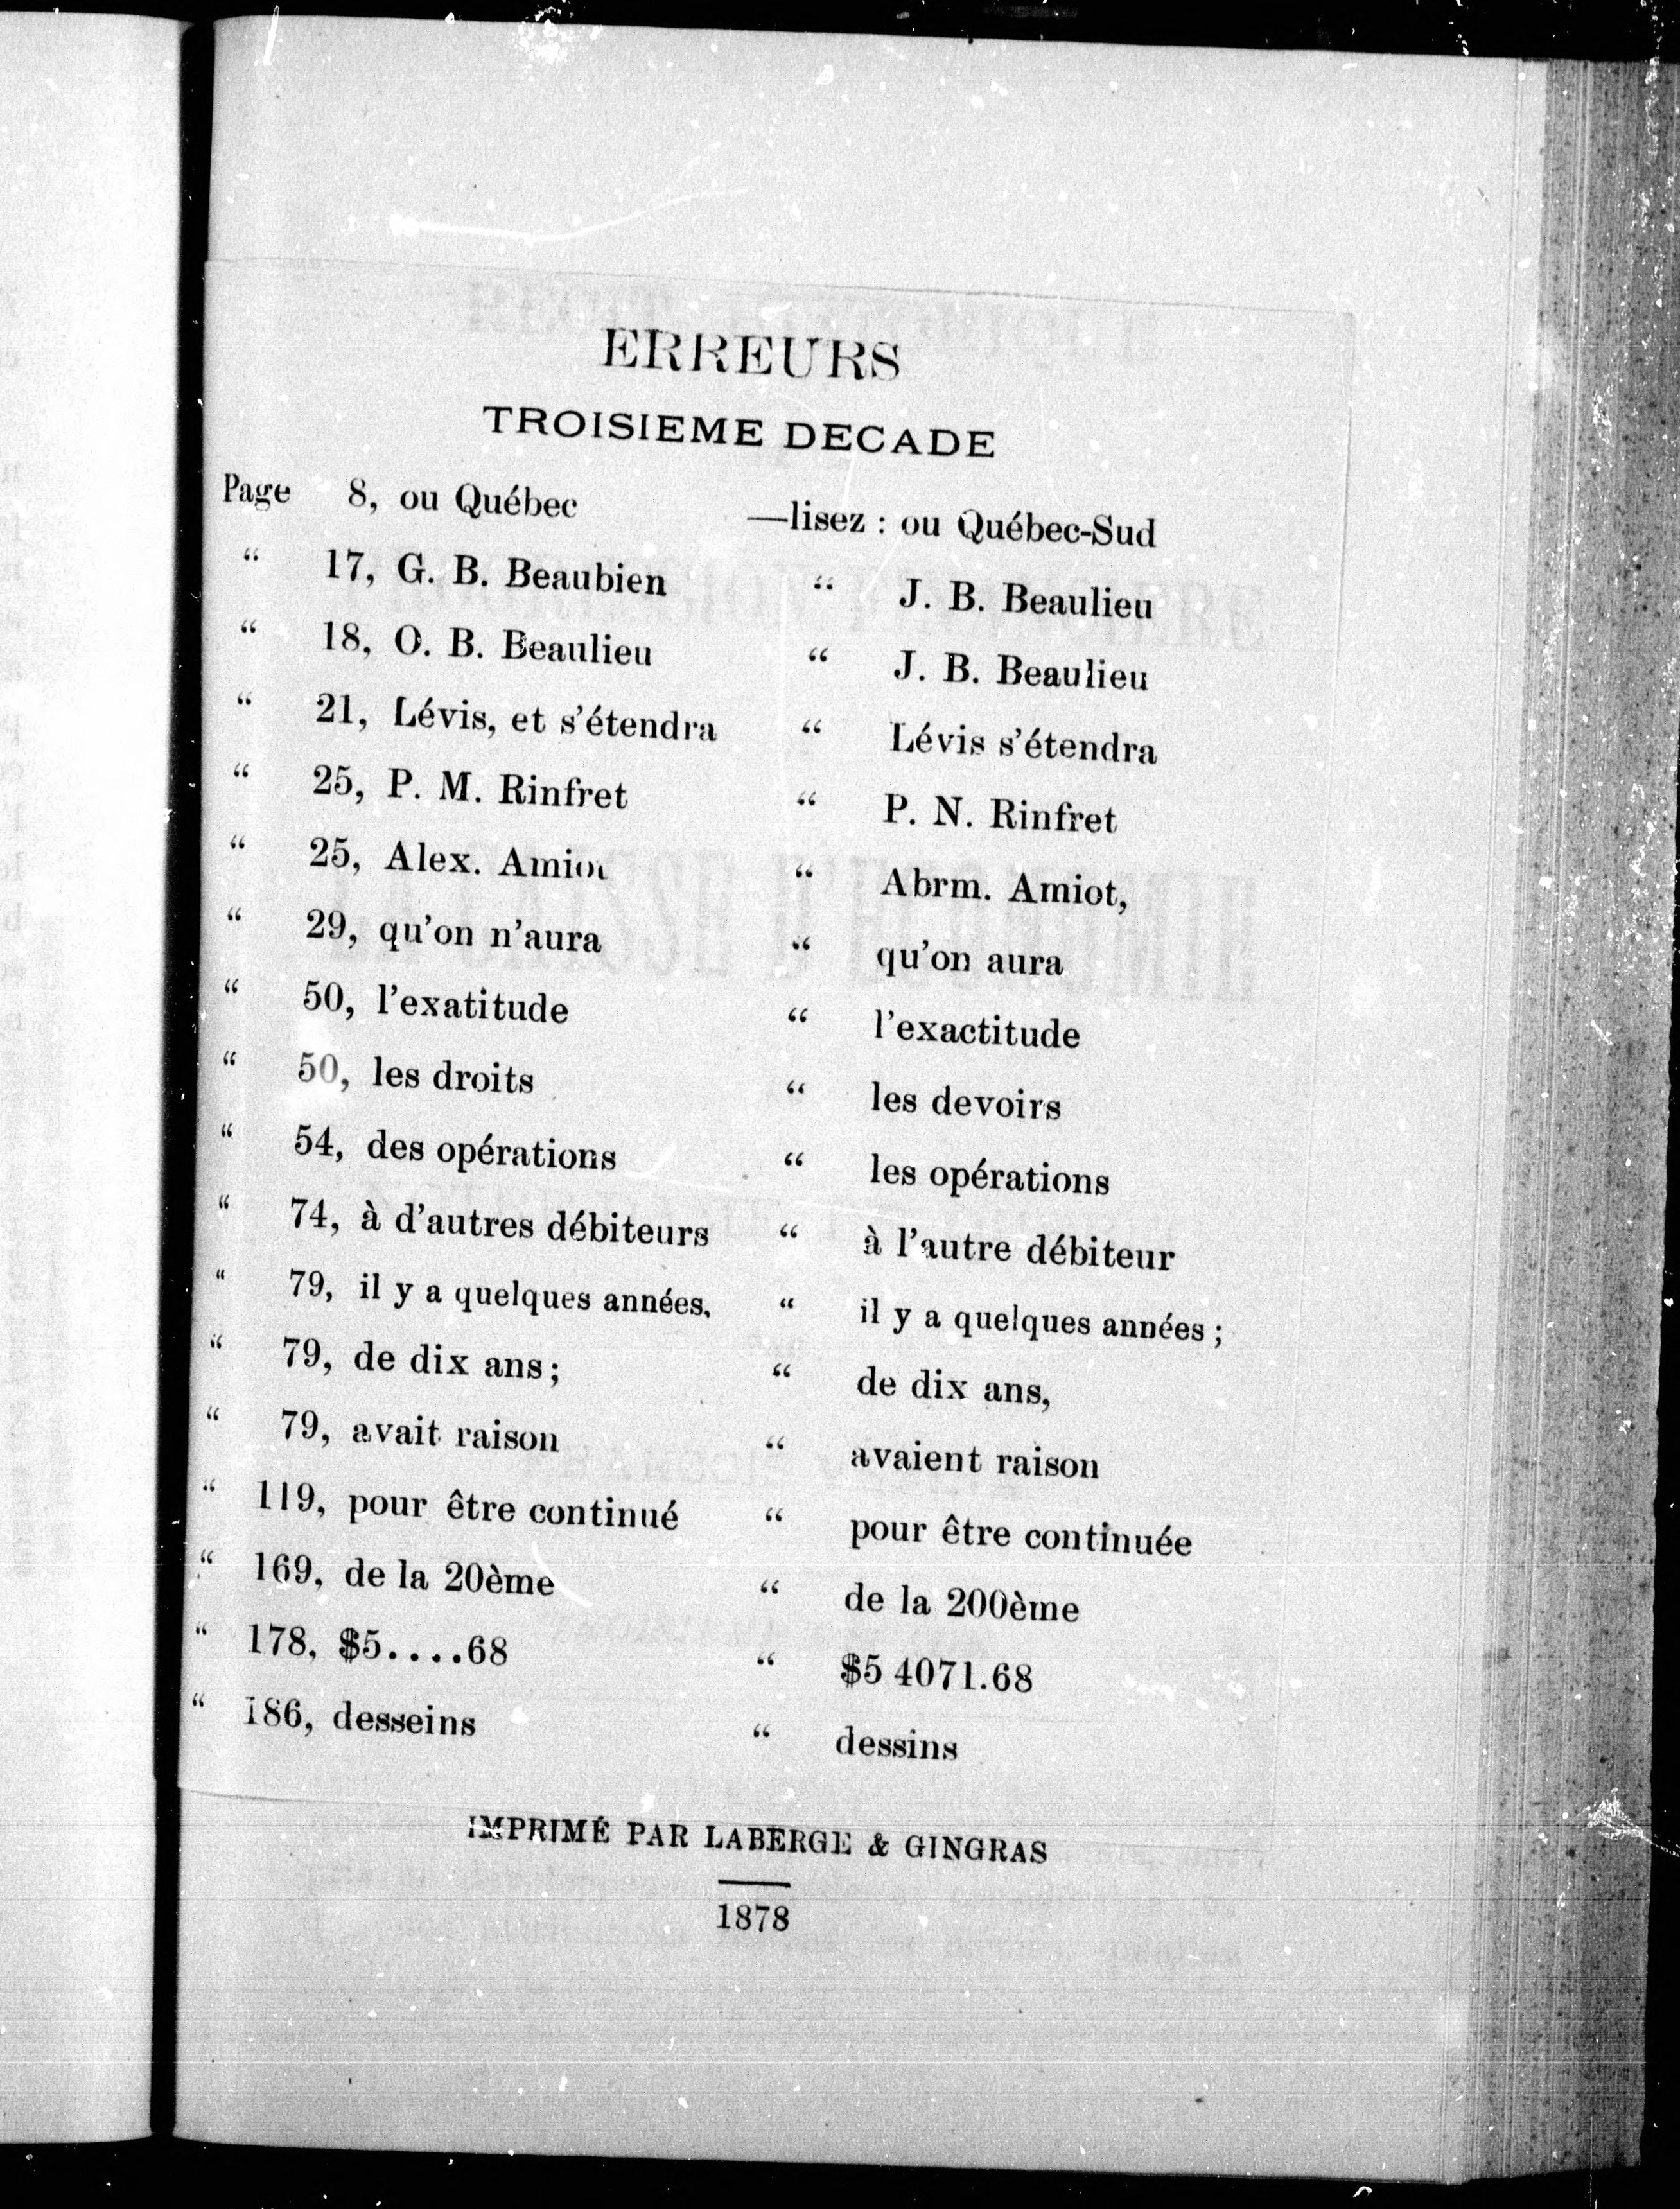 ERREURS
TROISIEME DECADE
Page 8, ou Québec —lisez : ou Québec-Sud
“ 17, G. B. Beaubien “ J. B. Beaulieu
“ 18, O. B. Beaulieu “ J. B. Beaulieu
“ 21, Lévis, et s’étendra “ Lévis s’étendra
“ 25, P. M. Rinfret “ P. N. Rinfret
“ 25, Alex. Amiot “ Abrm. Amiot,
“ 29, qu’on n’aura “ qu’on aura
“ 50, l’exatitude “ l’exactitude
“ 50, les droits “ les devoirs
“ 54, des opérations “ les opérations
“ 74, à d’autres débiteurs “ à l’autre débiteur
“ 79, il y a quelques années, “ il y a quelques années ;
“ 79, de dix ans ; “ de dix ans,
“ 79, avait raison “ avaient raison
“ 119, pour être continué “ pour être continuée
“ 169, de la 20ème “ de la 200ème
“ 178, $5....68 “ $5 4071.68
“ 186, desseins “ dessins
IMPRIMÉ PAR LABERGE & GINGRAS
1878